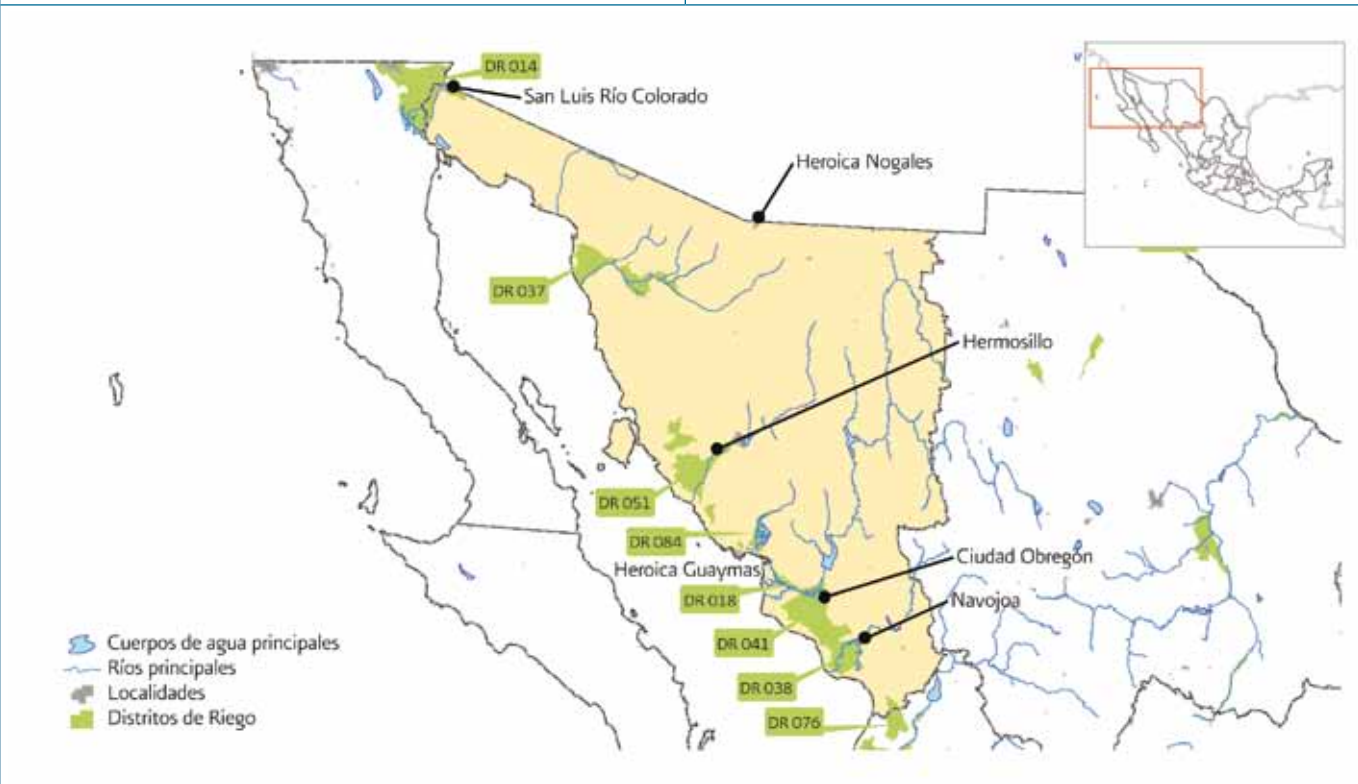 DR 014
San Luis Río Colorado
Heroica Nogales
DR 037
Hermosillo
DR 051
DR 084
Heroica Guaymas
Ciudad Obregón
DR 018
Navojoa
DR 041
DR 038
DR 076
Cuerpos de agua principales
Ríos principales
Localidades
Distritos de Riego